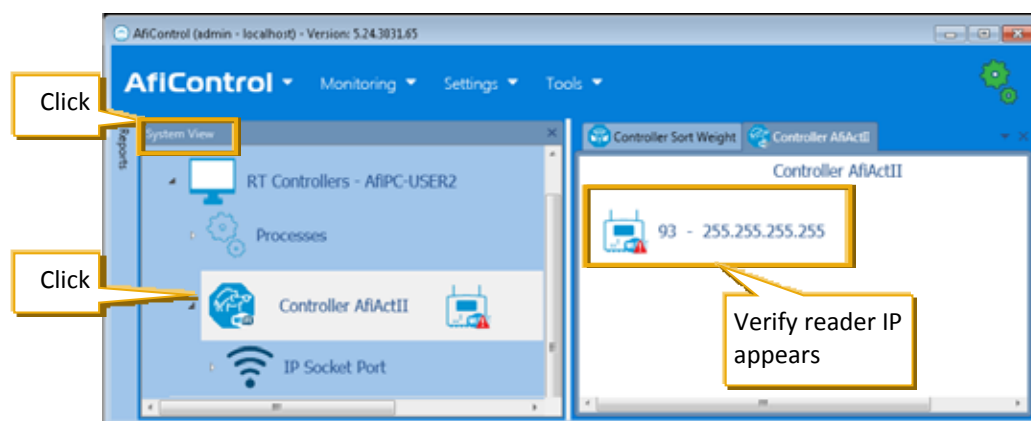 AfiControl (admin - localhost) - Version: 5.24.3031.65
AfiControl Monitoring Settings Tools
Click
Reports
System View
Controller Sort Weight Controller AfiActII
Controller AfiActII
RT Controllers - AfiPC-USER2
93 - 255.255.255.255
Processes
Click
Controller AfiActII
Verify reader IP
appears
IP Socket Port